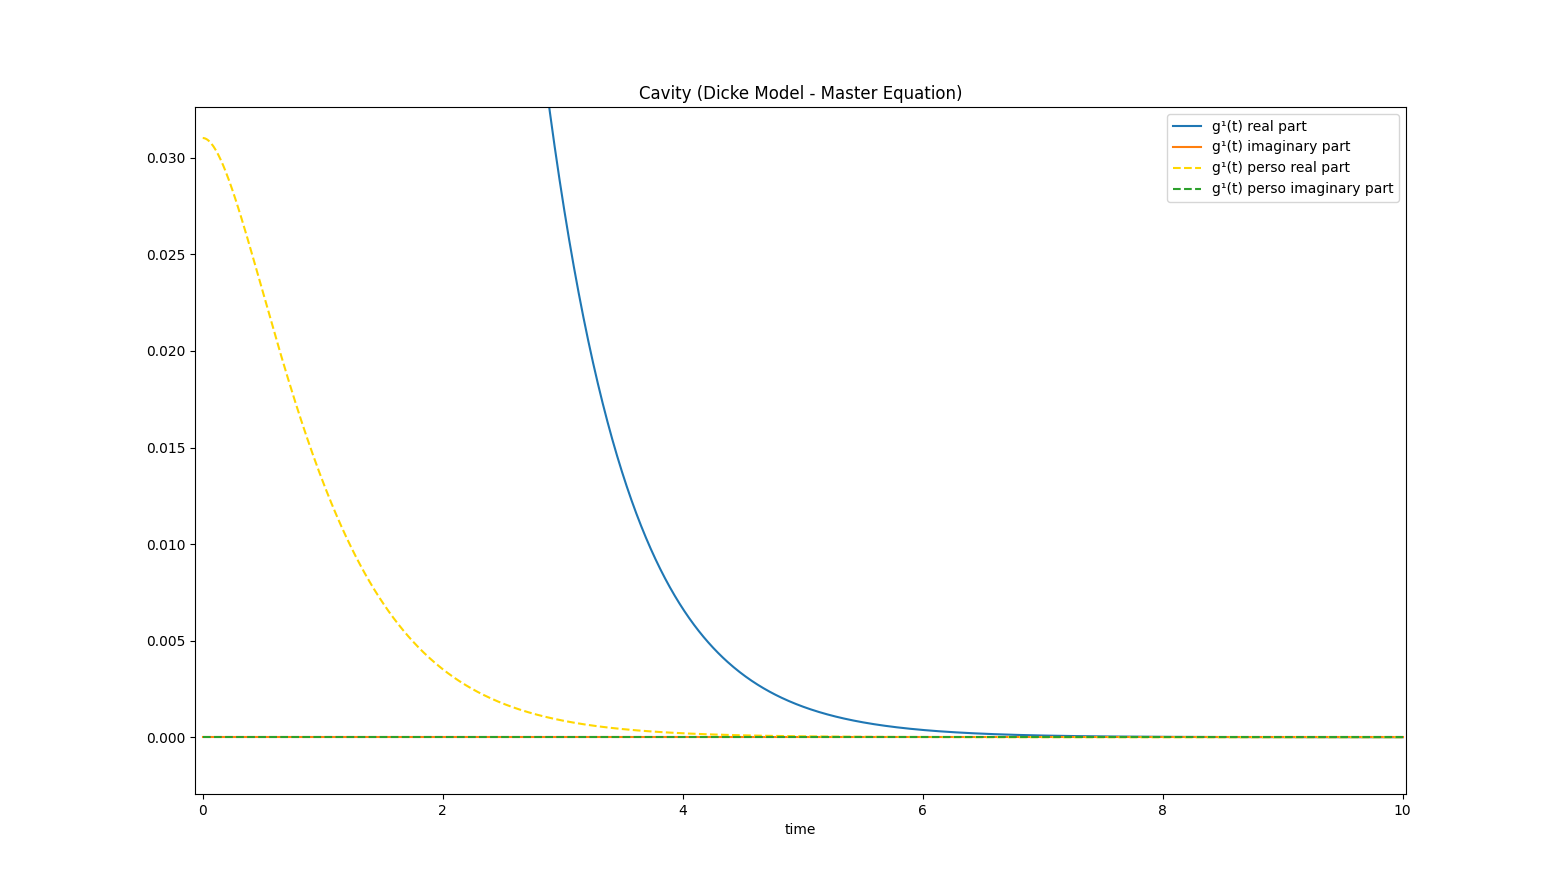 Cavity (Dicke Model - Master Equation)
g¹(t) real part
g¹(t) imaginary part
g¹(t) perso real part
g¹(t) perso imaginary part
0.030
0.025
0.020
0.015
0.010
0.005
0.000
0 2 4 6 8 10
time